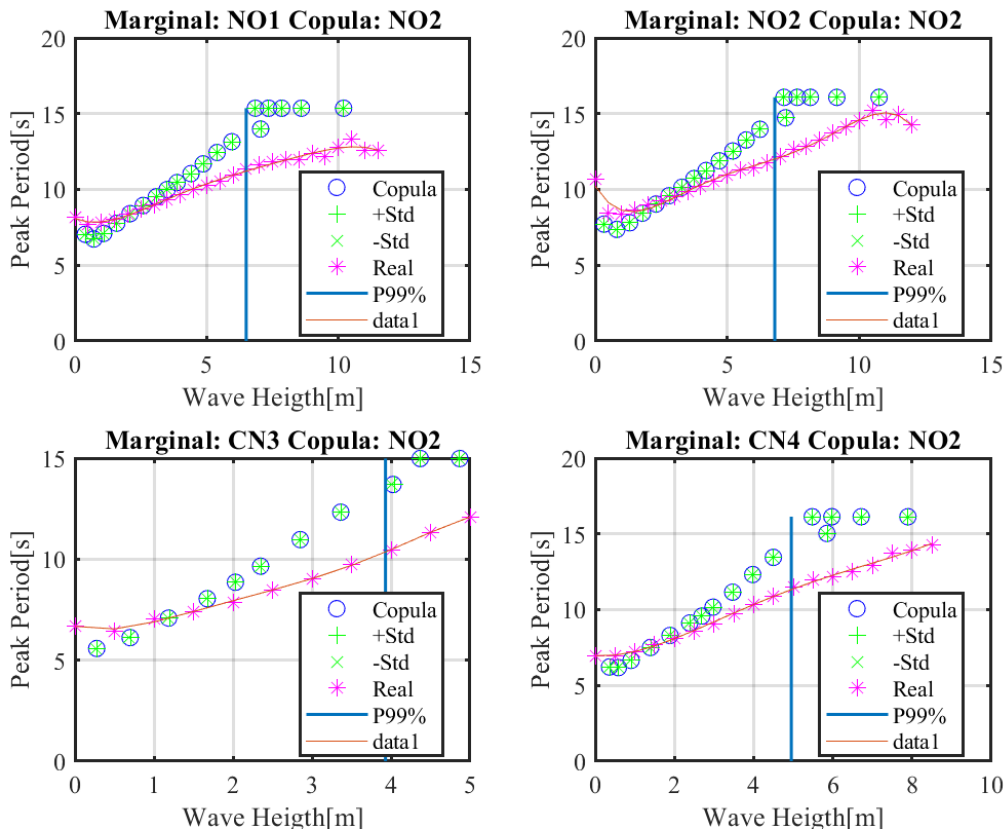 Marginal: NO1 Copula: NO2
20
15
10
5
0
Peak Period[s]
0 5 10 15
Wave Heigth[m]
Copula
+Std
-Std
Real
P99%
data1
Marginal: NO2 Copula: NO2
20
15
10
5
0
Peak Period[s]
0 5 10 15
Wave Heigth[m]
Copula
+Std
-Std
Real
P99%
data1
Marginal: CN3 Copula: NO2
15
10
5
0
Peak Period[s]
0 1 2 3 4 5
Wave Heigth[m]
Copula
+Std
-Std
Real
P99%
data1
Marginal: CN4 Copula: NO2
20
15
10
5
0
Peak Period[s]
0 2 4 6 8 10
Wave Heigth[m]
Copula
+Std
-Std
Real
P99%
data1